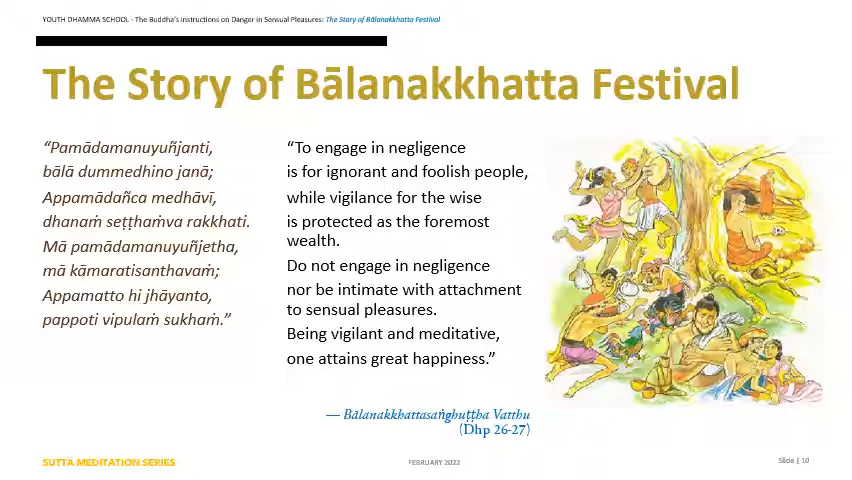 YOUTH DHAMMA SCHOOL - The Buddha's Instructions on Danger in Sensual Pleasures: The Story of Bālanakkhatta Festival
The Story of Bālanakkhatta Festival
“Pamādamanuyuñjanti,
bālā dummedhino janā;
Appamādañca medhāvī,
dhanaṁ seṭṭhaṁva rakkhati.
Mā pamādamanuyuñjetha,
mā kāmaratisanthavaṁ;
Appamatto hi jhāyanto,
pappoti vipulaṁ sukhaṁ.”
“To engage in negligence
is for ignorant and foolish people,
while vigilance for the wise
is protected as the foremost
wealth.
Do not engage in negligence
nor be intimate with attachment
to sensual pleasures.
Being vigilant and meditative,
one attains great happiness.”
— Bālanakkhattasaṅghuṭṭha Vatthu
(Dhp 26-27)
SUTTA MEDITATION SERIES
FEBRUARY 2022
Slide | 10